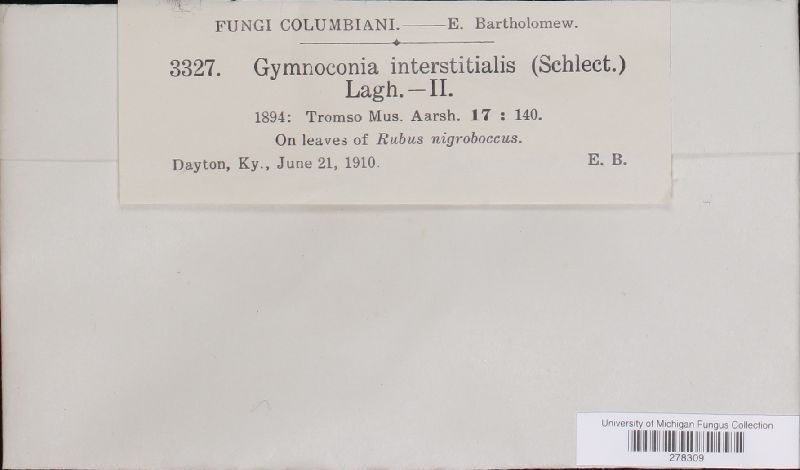 FUNGI COLUMBIANI.——E. Bartholomew.
3327. Gymnoconia interstitialis (Schlect.)
Lagh.—II.
1894: Tromso Mus. Aarsh. 17 : 140.
On leaves of Rubus nigroboccus.
Dayton, Ky., June 21, 1910. E. B.
University of Michigan Fungus Collection
278309